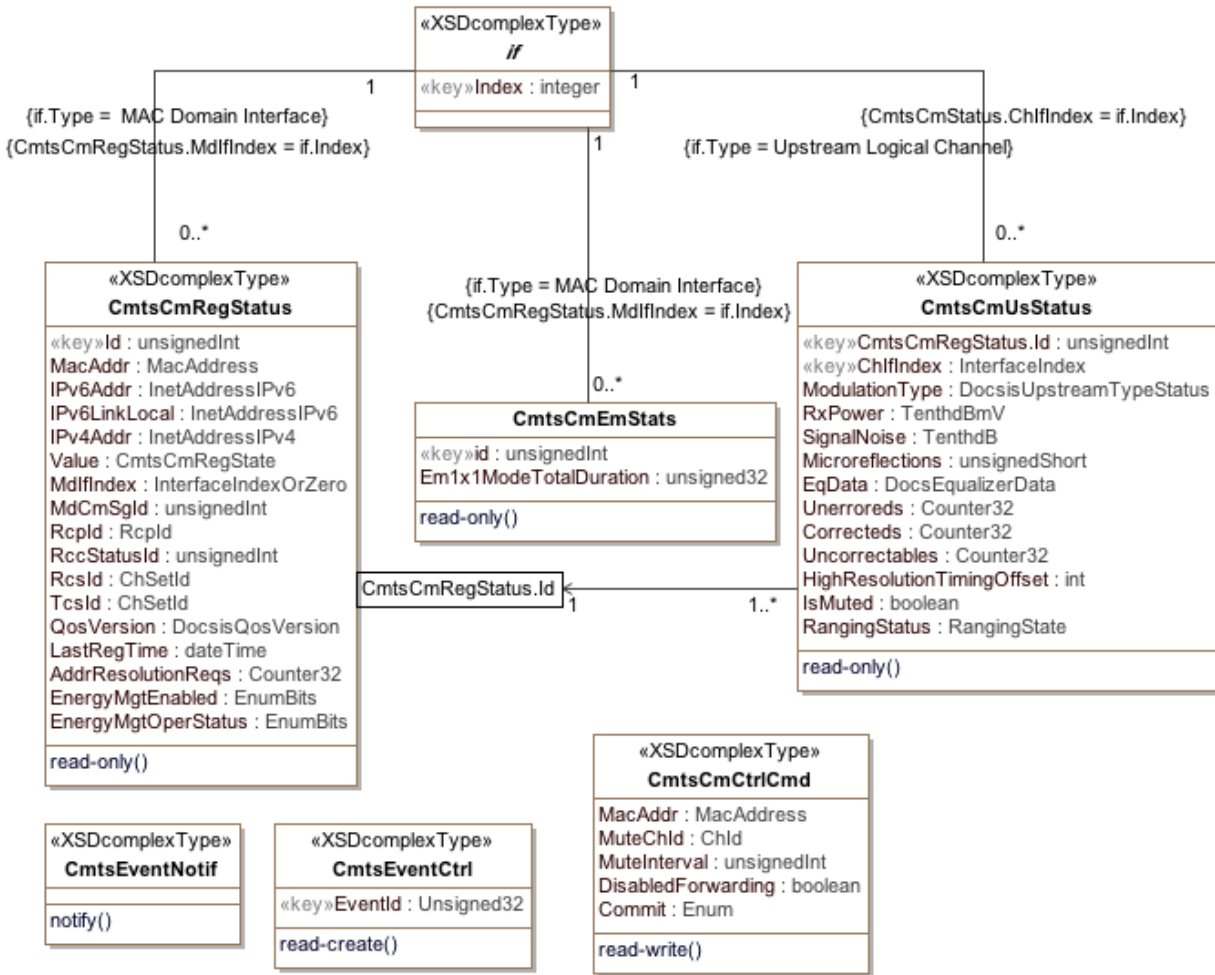 «XSDcomplexType»
if
«key»Index : integer
1
1
1
{if.Type =  MAC Domain Interface}
{CmtsCmRegStatus.MdIfIndex = if.Index}
{CmtsCmStatus.ChIfIndex = if.Index}
{if.Type = Upstream Logical Channel}
0..*
0..*
«XSDcomplexType»
CmtsCmRegStatus
«key»Id : unsignedInt
MacAddr : MacAddress
IPv6Addr : InetAddressIPv6
IPv6LinkLocal : InetAddressIPv6
IPv4Addr : InetAddressIPv4
Value : CmtsCmRegState
MdIfIndex : InterfaceIndexOrZero
MdCmSgId : unsignedInt
RcpId : RcpId
RccStatusId : unsignedInt
RcsId : ChSetId
TcsId : ChSetId
QosVersion : DocsisQosVersion
LastRegTime : dateTime
AddrResolutionReqs : Counter32
EnergyMgtEnabled : EnumBits
EnergyMgtOperStatus : EnumBits
read-only()
{if.Type = MAC Domain Interface}
{CmtsCmRegStatus.MdIfIndex = if.Index}
0..*
CmtsCmEmStats
«key»id : unsignedInt
Em1x1ModeTotalDuration : unsigned32
read-only()
«XSDcomplexType»
CmtsCmUsStatus
«key»CmtsCmRegStatus.Id : unsignedInt
«key»ChIfIndex : InterfaceIndex
ModulationType : DocsisUpstreamTypeStatus
RxPower : TenthdBmV
SignalNoise : TenthdB
Microreflections : unsignedShort
EqData : DocsEqualizerData
Unerroreds : Counter32
Correcteds : Counter32
Uncorrectables : Counter32
HighResolutionTimingOffset : int
IsMuted : boolean
RangingStatus : RangingState
read-only()
CmtsCmRegStatus.Id
1
1..*
«XSDcomplexType»
CmtsEventNotif
notify()
«XSDcomplexType»
CmtsEventCtrl
«key»EventId : Unsigned32
read-create()
«XSDcomplexType»
CmtsCmCtrlCmd
MacAddr : MacAddress
MuteChId : ChId
MuteInterval : unsignedInt
DisabledForwarding : boolean
Commit : Enum
read-write()